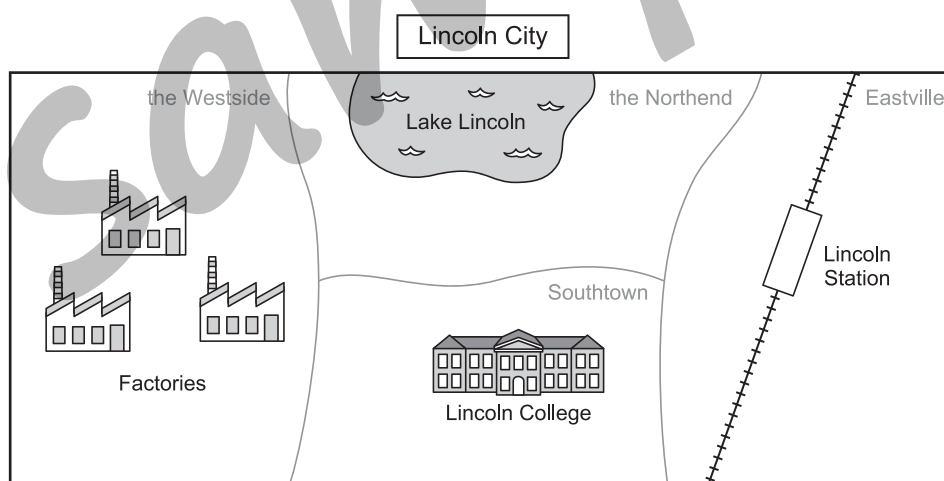 Lincoln City
the Westside
the Northend
Eastville
Lake Lincoln
Lincoln
Station
Southtown
Factories
Lincoln College